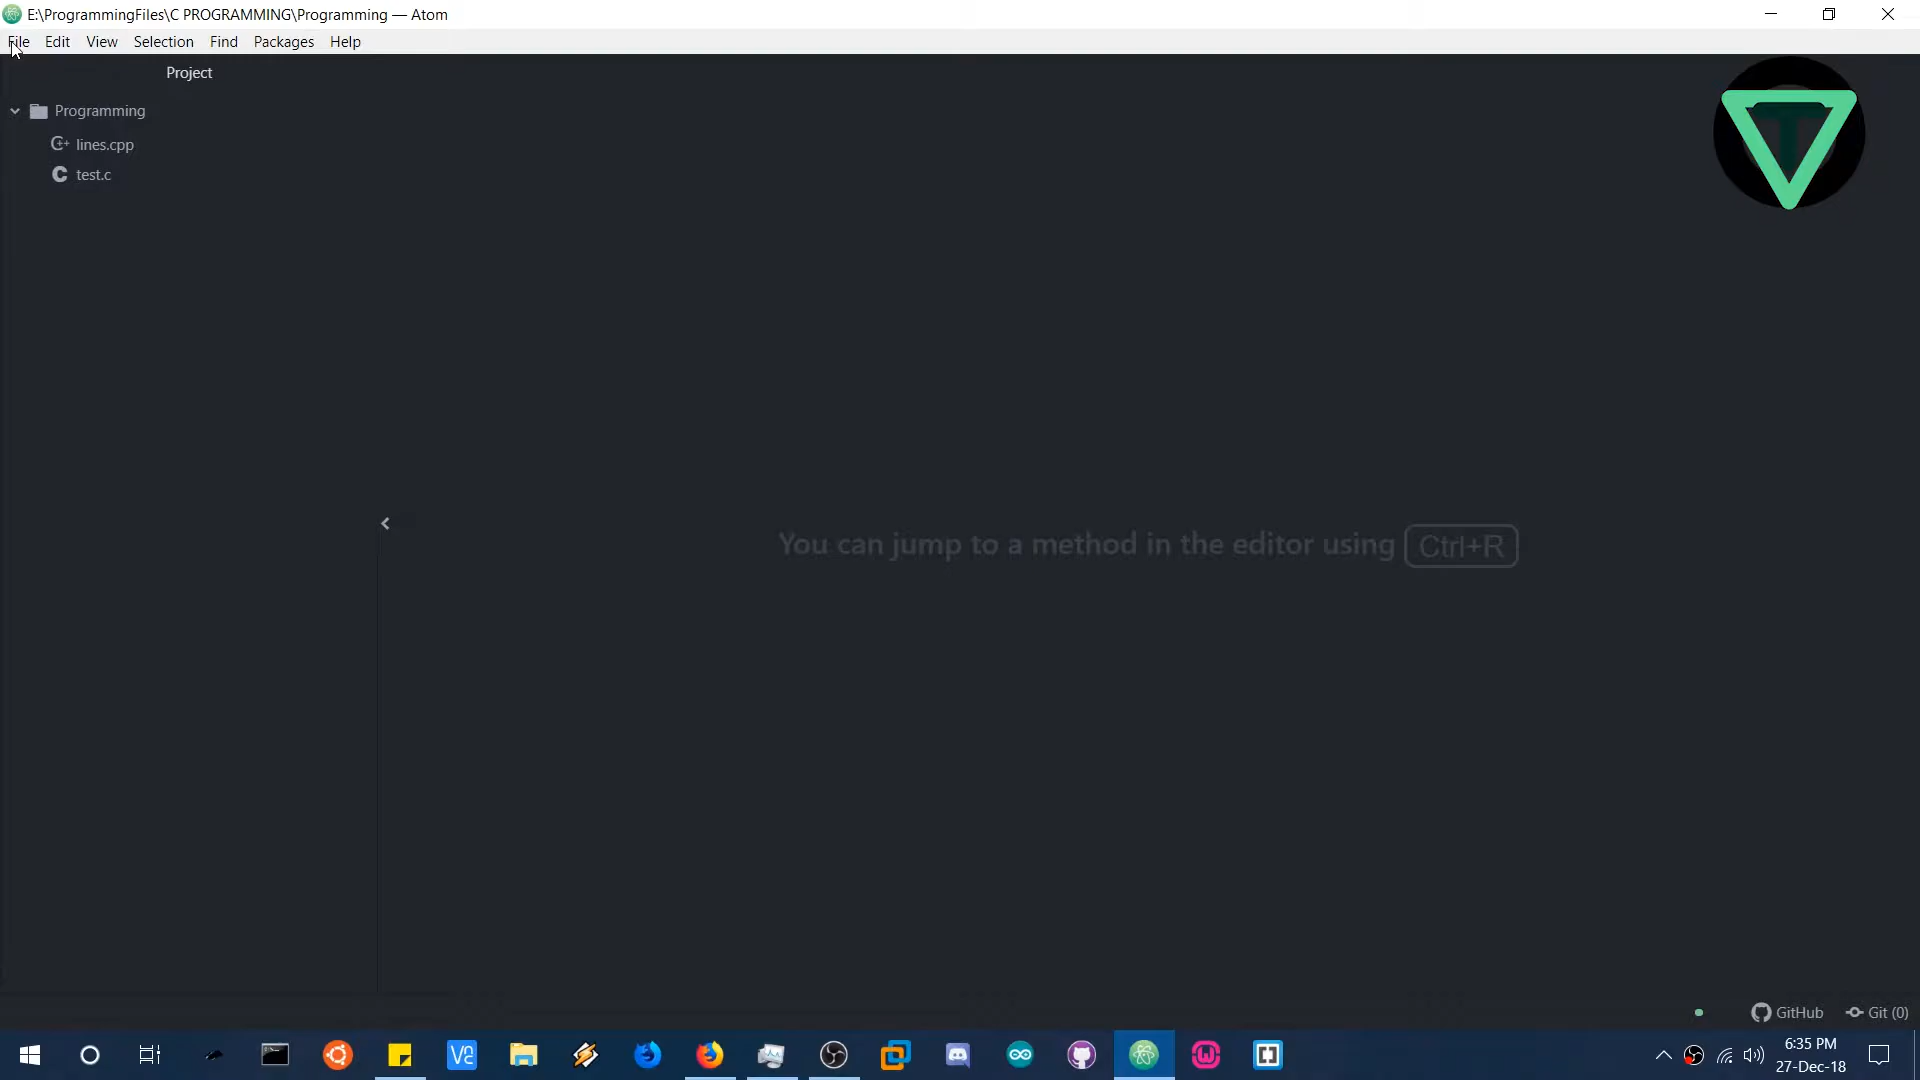 E:\ProgrammingFiles\C PROGRAMMING\Programming — Atom
File Edit View Selection Find Packages Help
Project
Programming
lines.cpp
test.c
You can jump to a method in the editor using Ctrl+R
GitHub Git (0)
6:35 PM
27-Dec-18